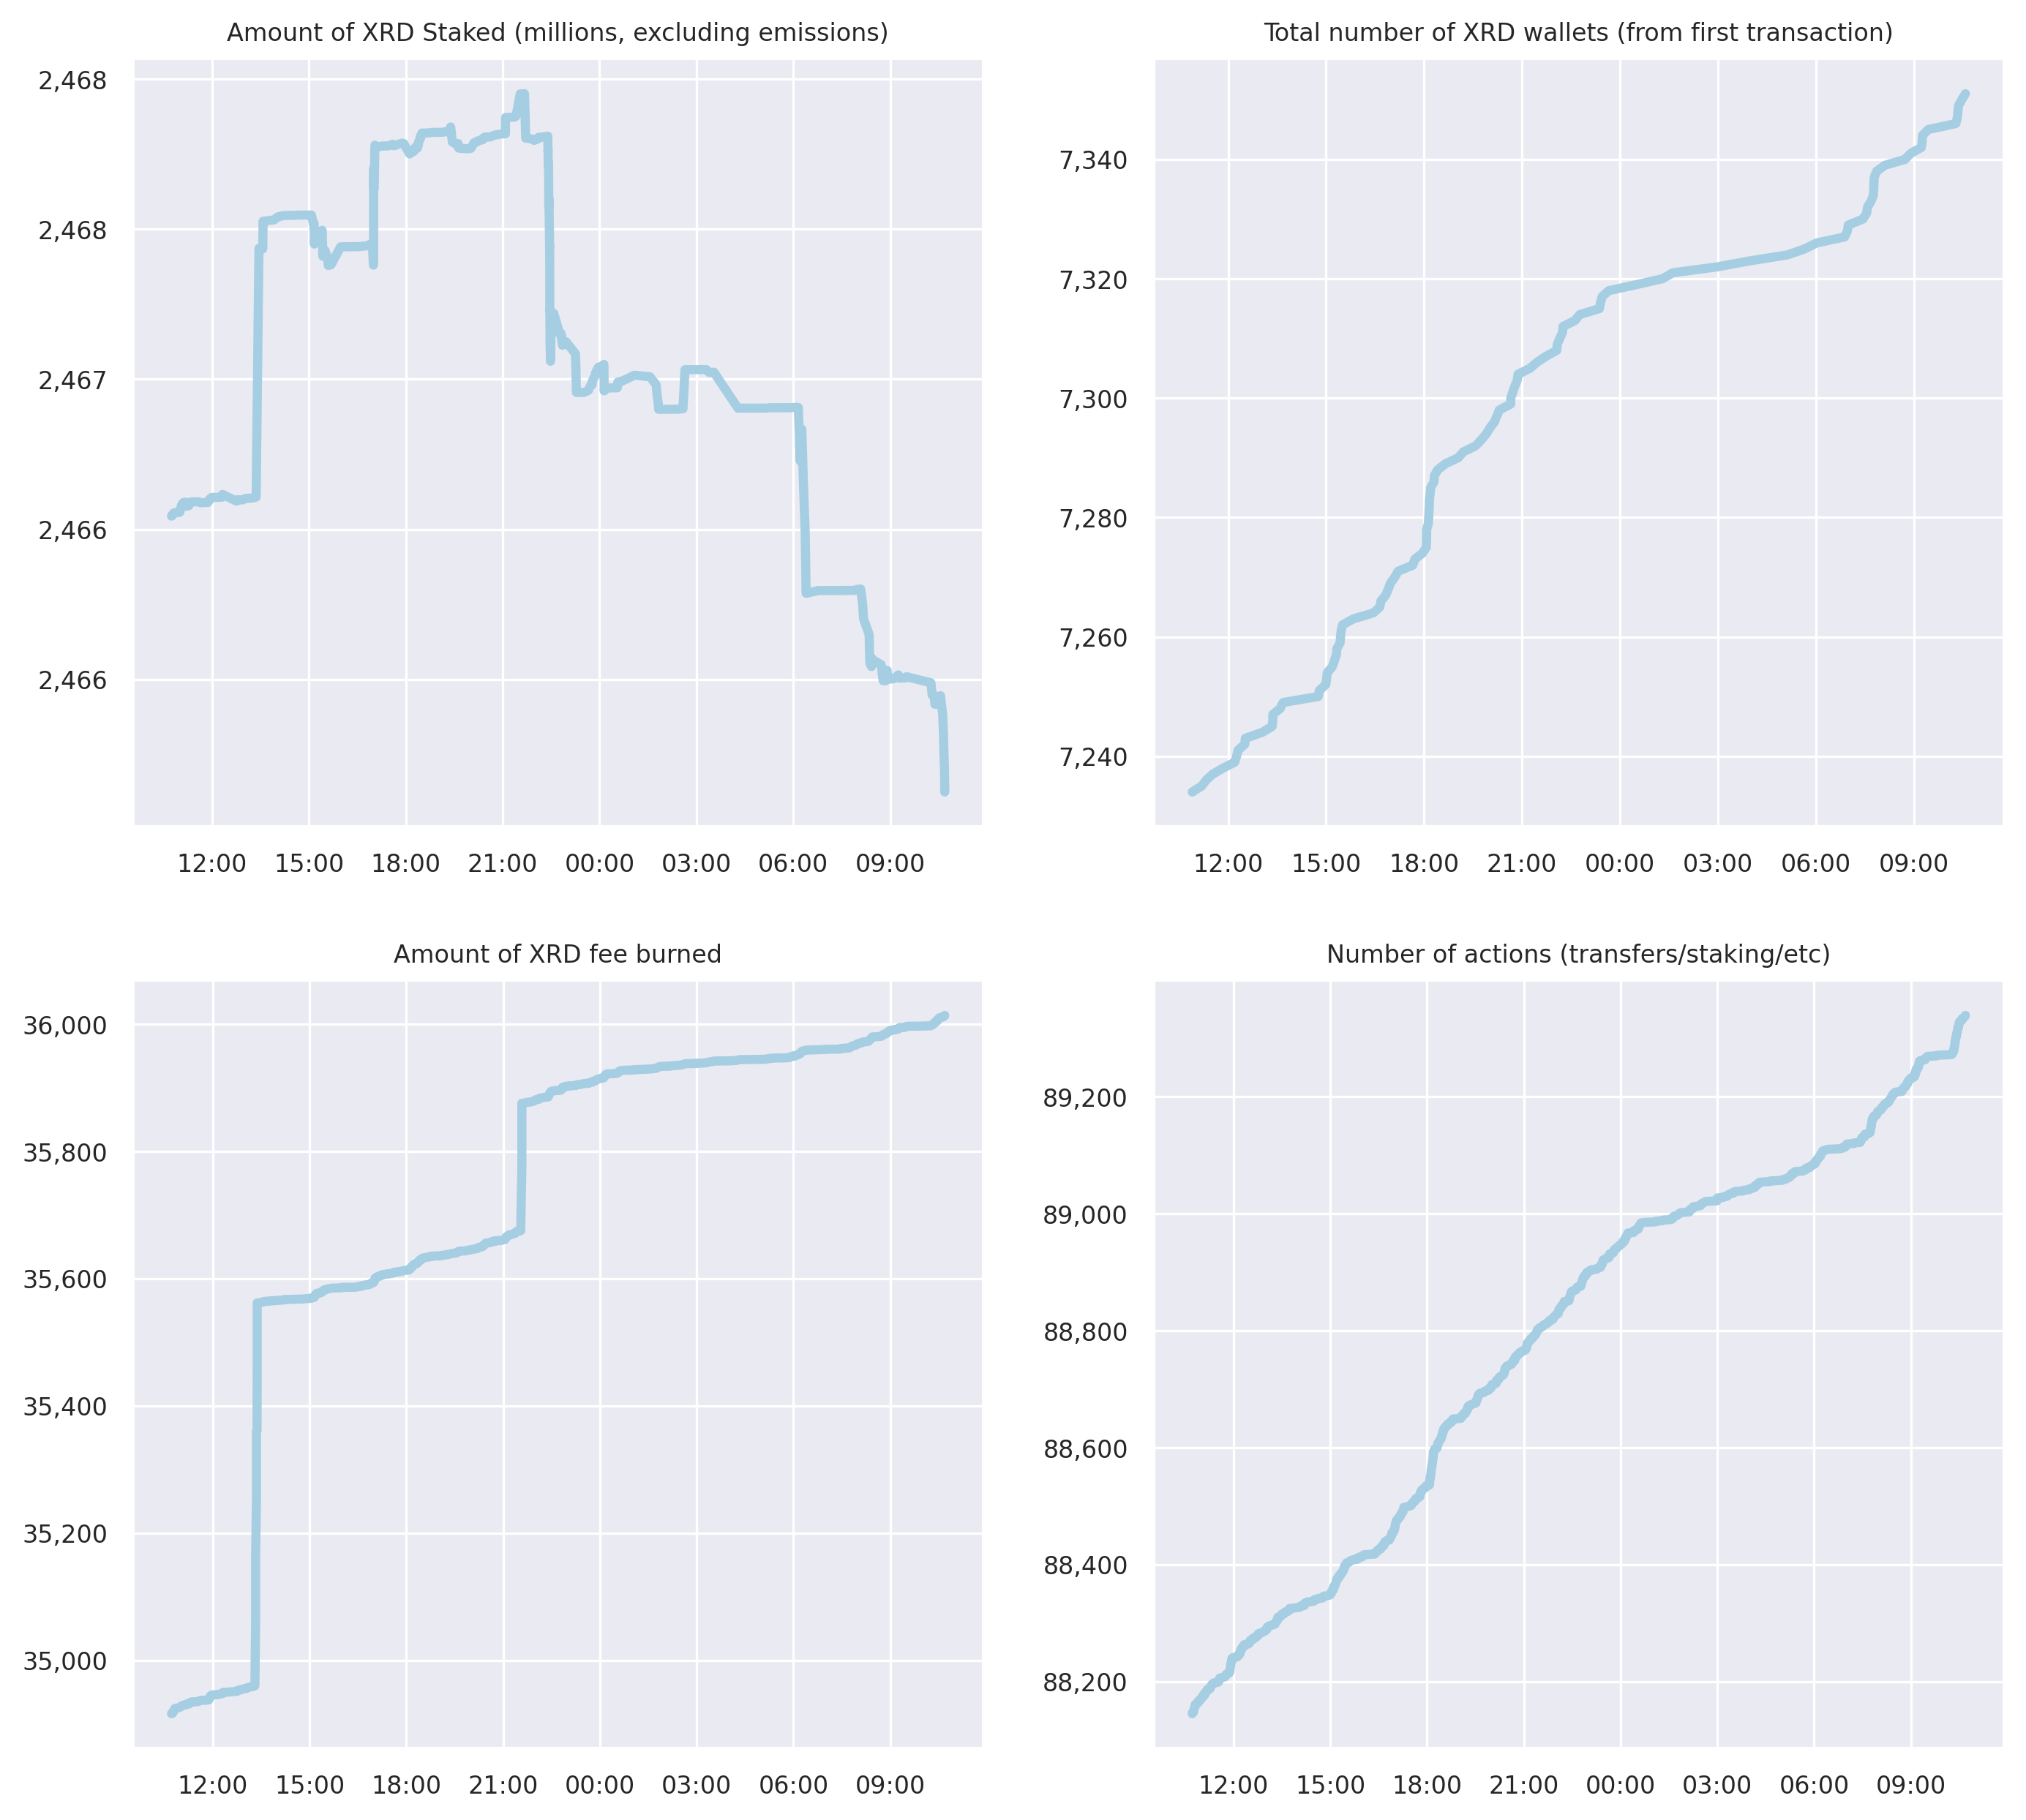 Amount of XRD Staked (millions, excluding emissions)
2,468
2,468
2,467
2,466
2,466
12:00 15:00 18:00 21:00 00:00 03:00 06:00 09:00
Total number of XRD wallets (from first transaction)
7,340
7,320
7,300
7,280
7,260
7,240
12:00 15:00 18:00 21:00 00:00 03:00 06:00 09:00
Amount of XRD fee burned
36,000
35,800
35,600
35,400
35,200
35,000
12:00 15:00 18:00 21:00 00:00 03:00 06:00 09:00
Number of actions (transfers/staking/etc)
89,200
89,000
88,800
88,600
88,400
88,200
12:00 15:00 18:00 21:00 00:00 03:00 06:00 09:00